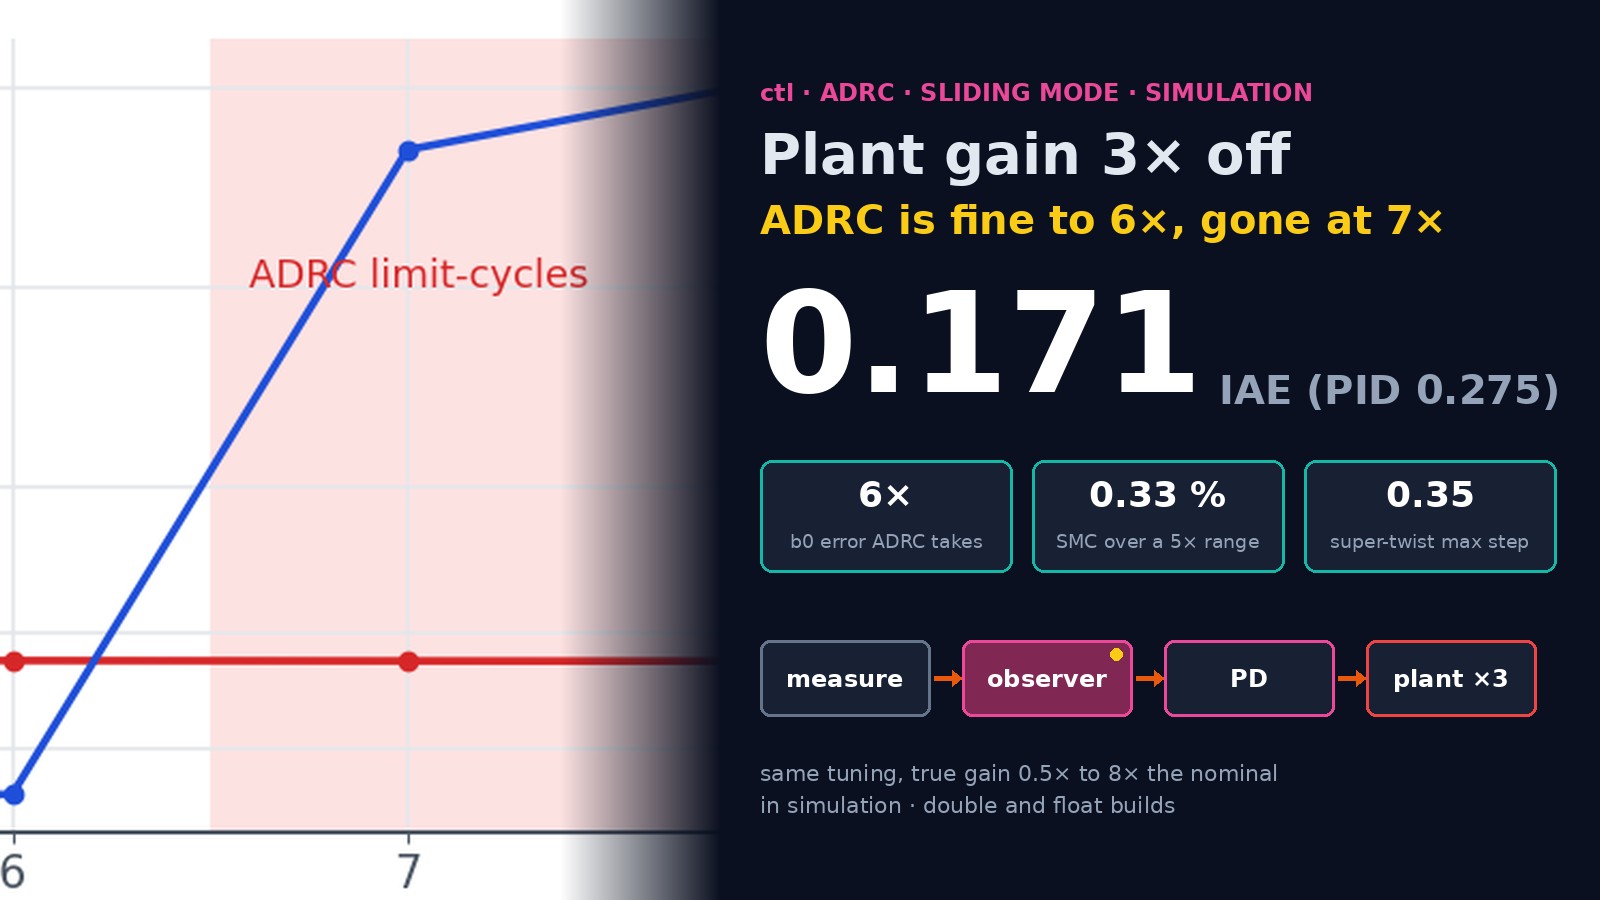 ADRC limit-cycles
6
7
ctl · ADRC · SLIDING MODE · SIMULATION
Plant gain 3× off
ADRC is fine to 6×, gone at 7×
0.171 IAE (PID 0.275)
6×
b0 error ADRC takes
0.33 %
SMC over a 5× range
0.35
super-twist max step
measure
observer
PD
plant ×3
same tuning, true gain 0.5× to 8× the nominal
in simulation · double and float builds